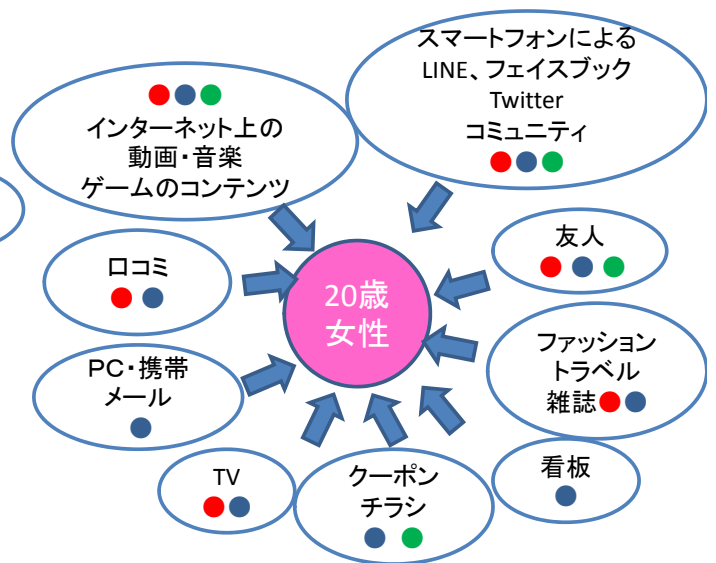 スマートフォンによる
LINE、フェイスブック
Twitter
コミュニティ
インターネット上の
動画・音楽
ゲームのコンテンツ
友人
口コミ
20歳
女性
ファッション
トラベル
雑誌
PC・携帯
メール
TV
クーポン
チラシ
看板